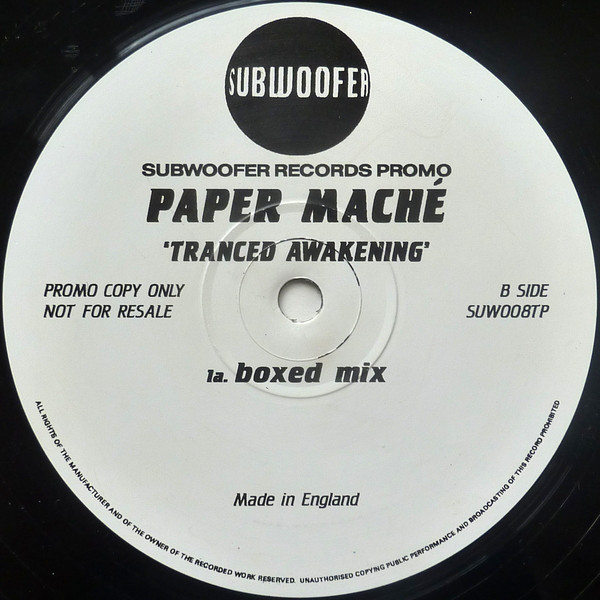 SUBWOOFER
SUBWOOFER RECORDS PROMO
PAPER MACHÉ
‘TRANCED AWAKENING’
PROMO COPY ONLY
NOT FOR RESALE
B SIDE
SUW008TP
1a. boxed mix
Made in England
ALL RIGHTS OF THE MANUFACTURER AND OF THE OWNER OF THE RECORDED WORK RESERVED. UNAUTHORISED COPYING PUBLIC PERFORMANCE AND BROADCASTING OF THIS RECORD PROHIBITED